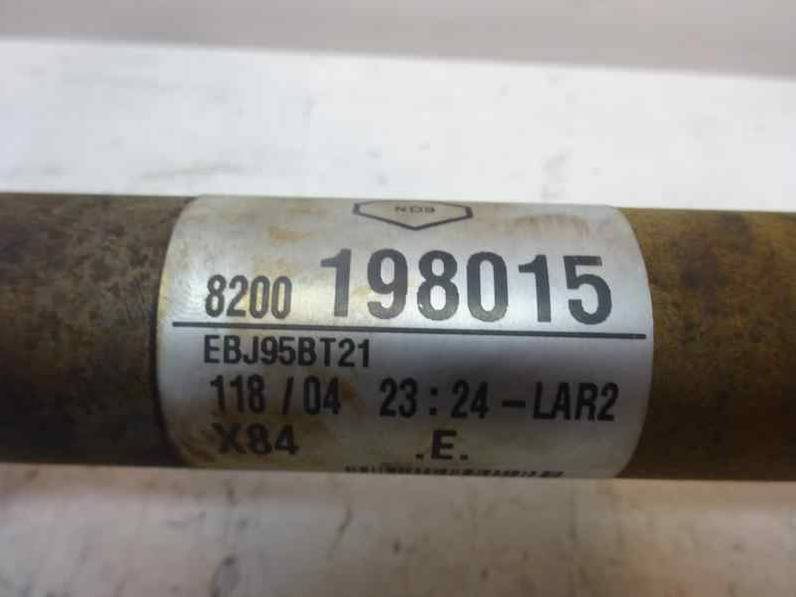 8200 198015
EBJ95BT21
118 / 04 23 : 24 - LAR2
X84 .E.